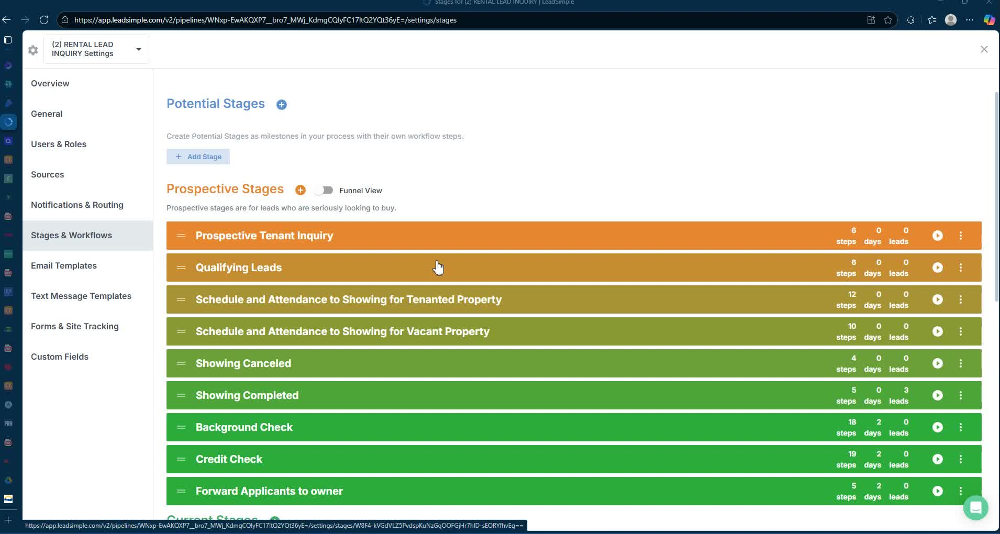 Stages for (2) RENTAL LEAD INQUIRY | LeadSimple
https://app.leadsimple.com/v2/pipelines/WNxp-EwAKQXP7__bro7_MWj_KdmgCQlyFC17ltQ2YQt36yE=/settings/stages
(2) RENTAL LEAD
INQUIRY Settings
Overview
General
Users & Roles
Sources
Notifications & Routing
Stages & Workflows
Email Templates
Text Message Templates
Forms & Site Tracking
Custom Fields
Potential Stages
Create Potential Stages as milestones in your process with their own workflow steps.
+ Add Stage
Prospective Stages
Funnel View
Prospective stages are for leads who are seriously looking to buy.
Prospective Tenant Inquiry
6 0 0
steps days leads
Qualifying Leads
6 0 0
steps days leads
Schedule and Attendance to Showing for Tenanted Property
12 0 0
steps days leads
Schedule and Attendance to Showing for Vacant Property
10 0 0
steps days leads
Showing Canceled
4 0 0
steps days leads
Showing Completed
5 0 3
steps days leads
Background Check
18 2 0
steps days leads
Credit Check
19 2 0
steps days leads
Forward Applicants to owner
5 2 0
steps days leads
Current Stages
PRN
https://app.leadsimple.com/v2/pipelines/WNxp-EwAKQXP7__bro7_MWj_KdmgCQlyFC17ltQ2YQt36yE=/settings/stages/W8F4-kVGdVLZ5PvdspKuNzGgOQFGjHr7hlD-sEQRYfhvEg==